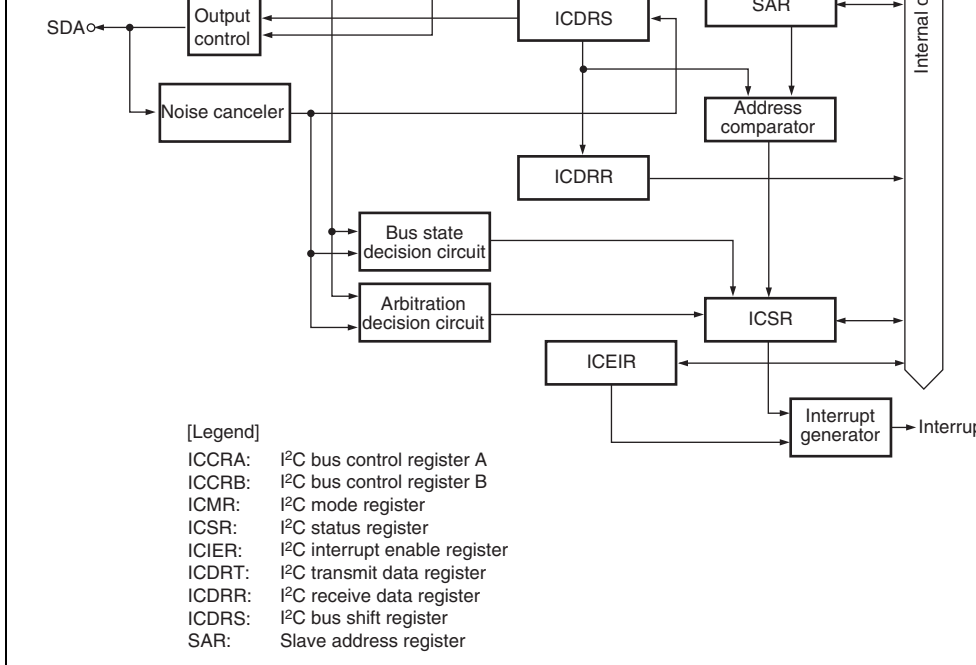 SDA
Output
control
ICDRS
SAR
Internal
Noise canceler
Address
comparator
ICDRR
Bus state
decision circuit
Arbitration
decision circuit
ICSR
ICEIR
Interrupt
generator
[Legend]
ICCRA: I²C bus control register A
ICCRB: I²C bus control register B
ICMR: I²C mode register
ICSR: I²C status register
ICIER: I²C interrupt enable register
ICDRT: I²C transmit data register
ICDRR: I²C receive data register
ICDRS: I²C bus shift register
SAR: Slave address register